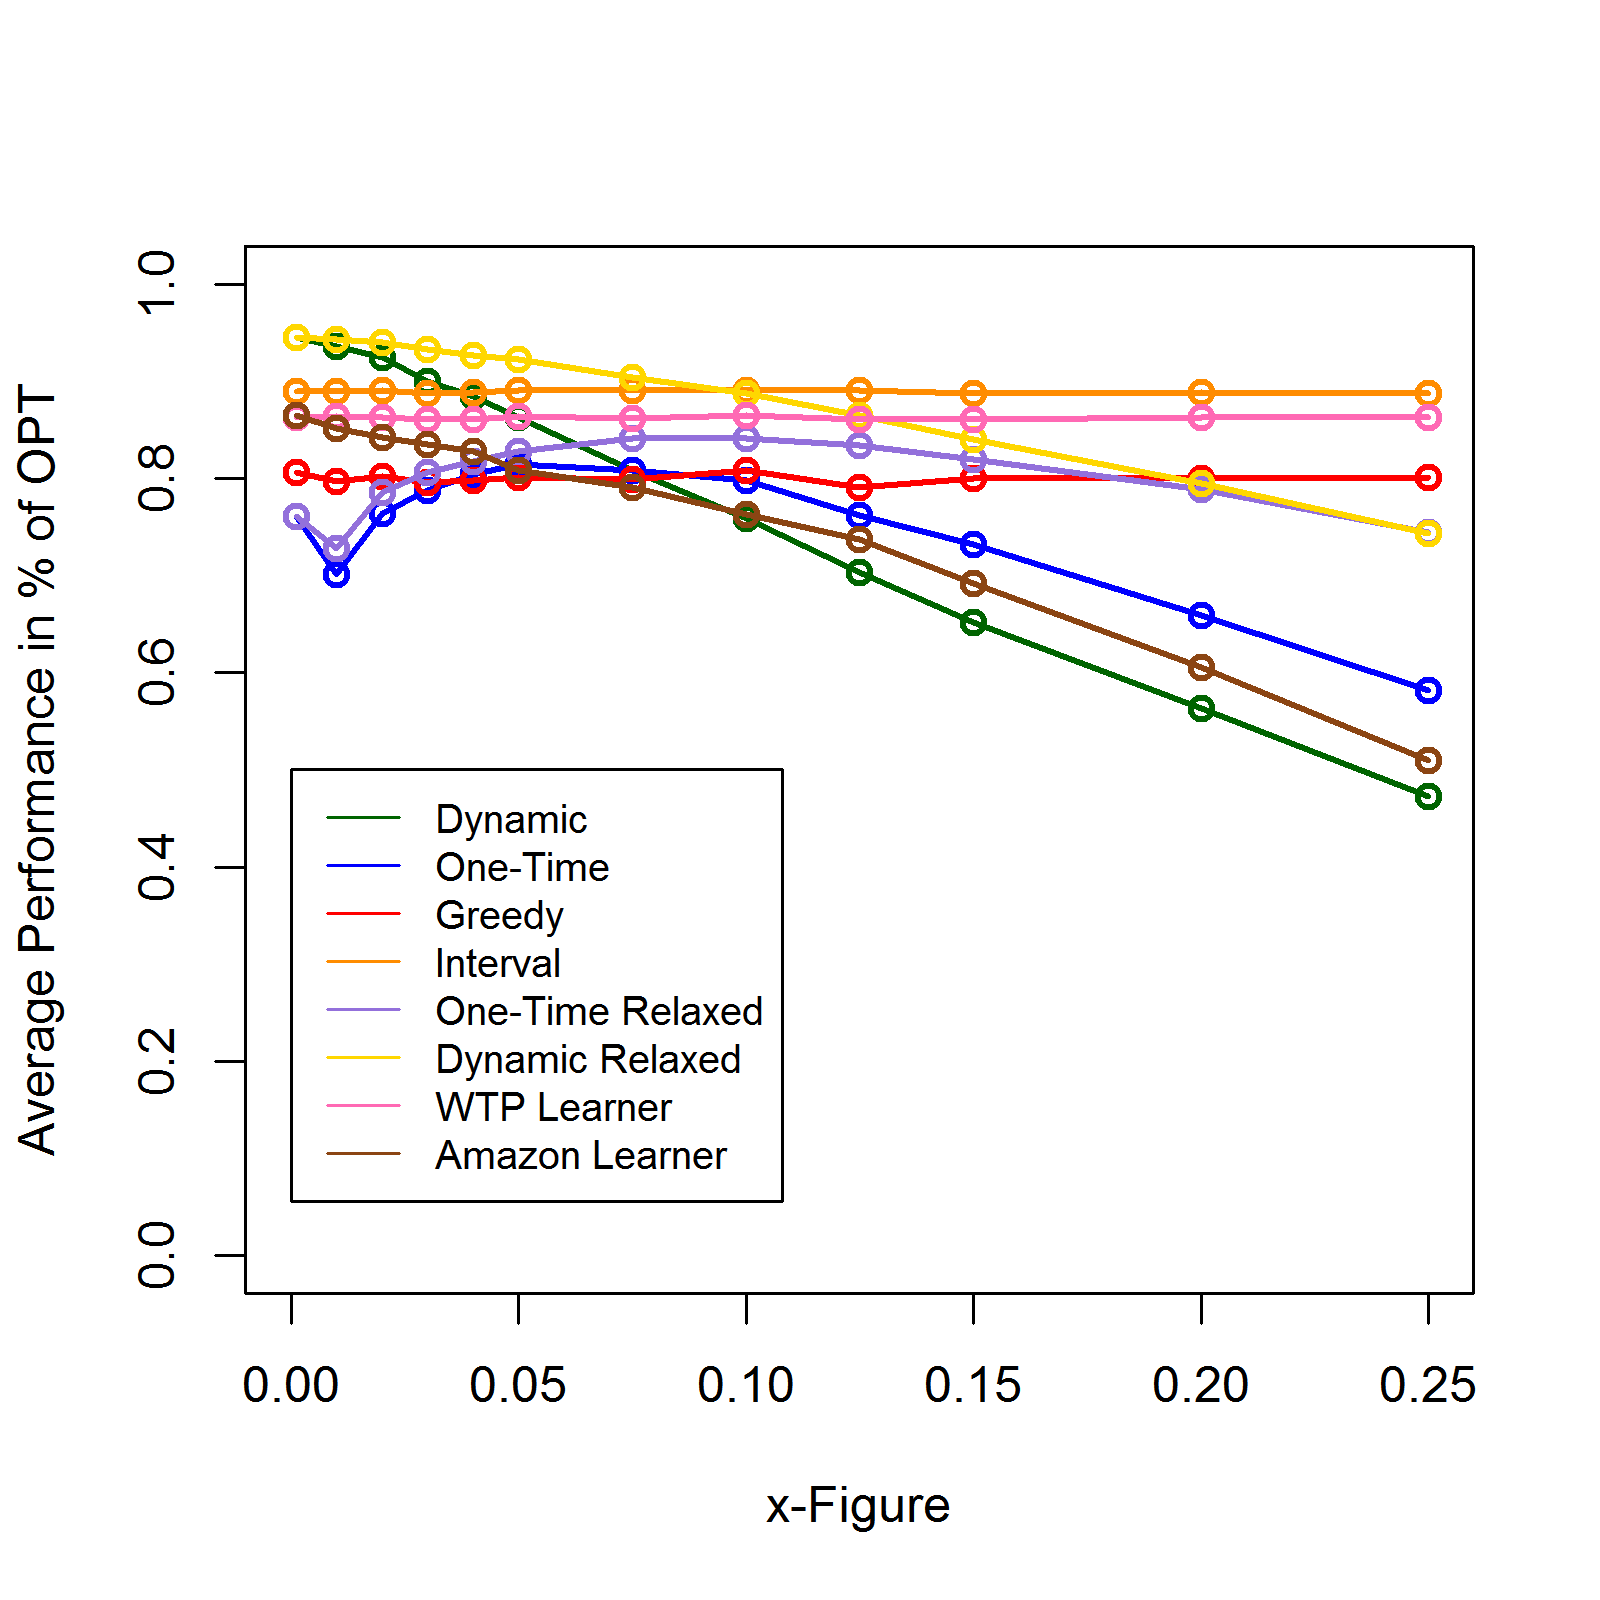 Average Performance in % of OPT
1.0
0.8
0.6
0.4
0.2
0.0
Dynamic
One-Time
Greedy
Interval
One-Time Relaxed
Dynamic Relaxed
WTP Learner
Amazon Learner
0.00 0.05 0.10 0.15 0.20 0.25
x-Figure